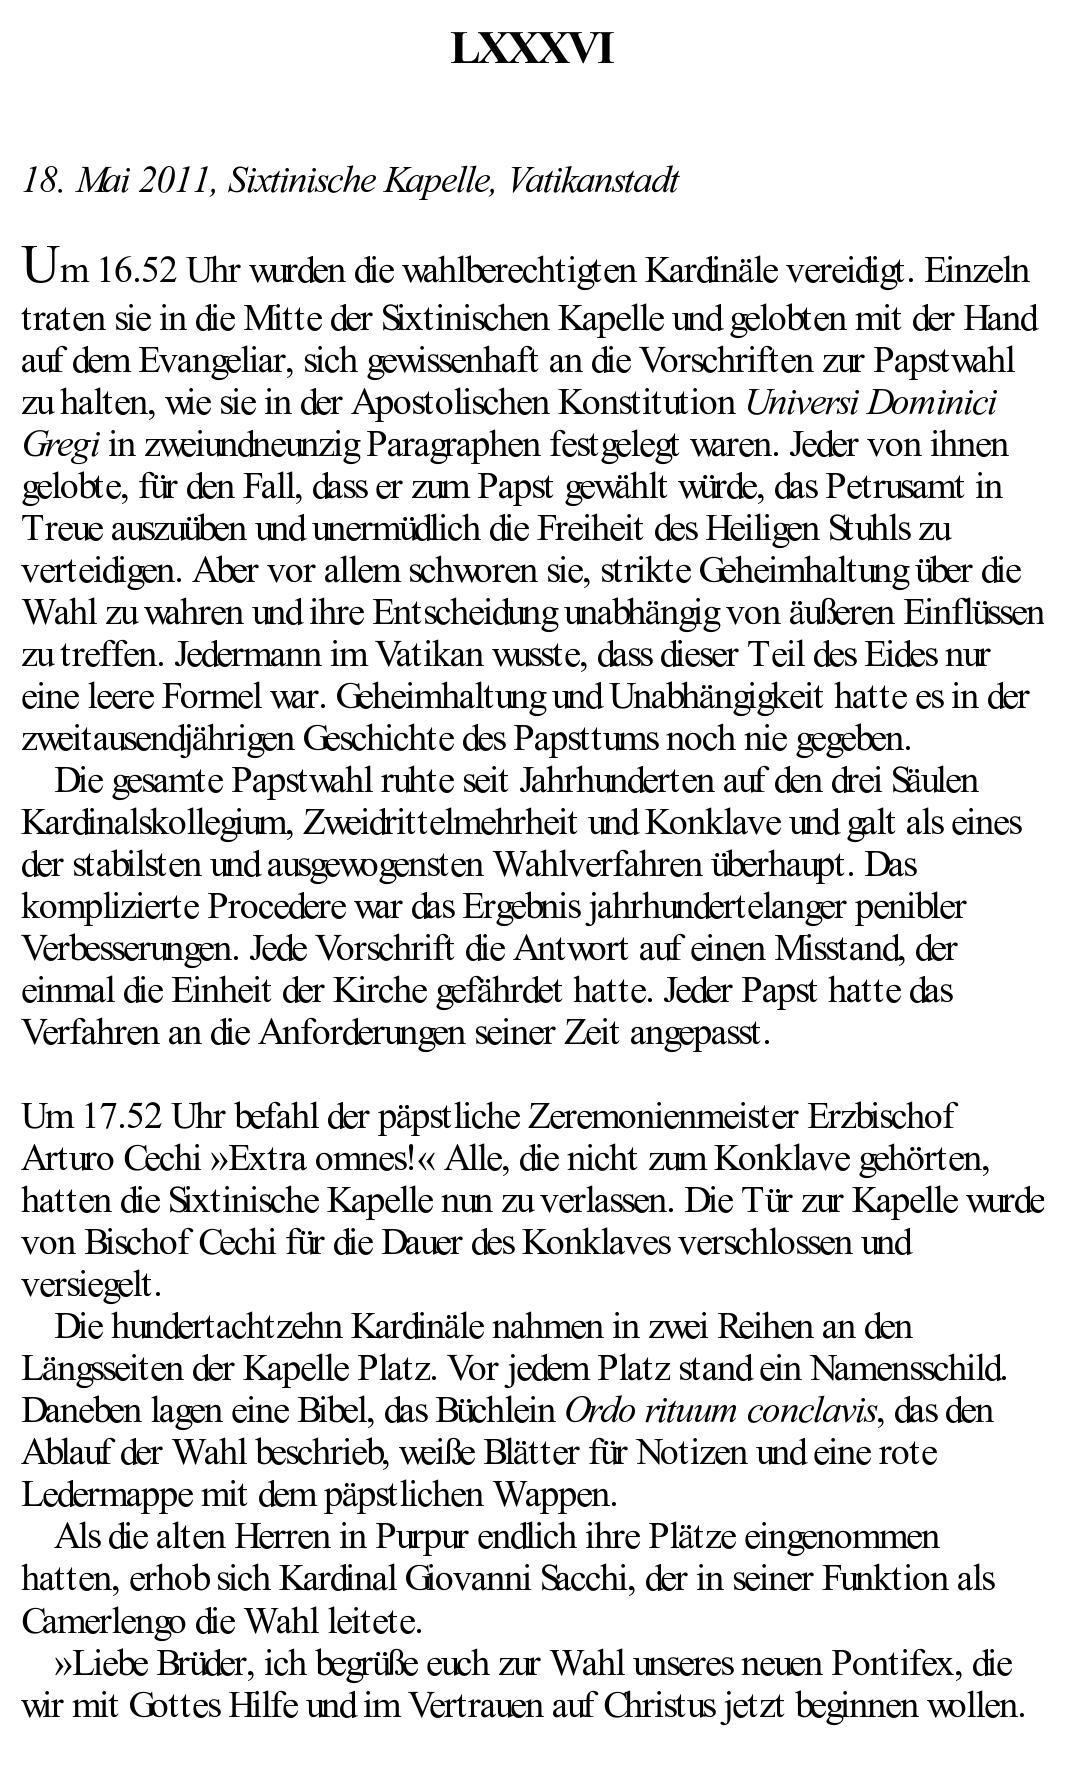 LXXXVI
18. Mai 2011, Sixtinische Kapelle, Vatikanstadt
Um 16.52 Uhr wurden die wahlberechtigten Kardinäle vereidigt. Einzeln
traten sie in die Mitte der Sixtinischen Kapelle und gelobten mit der Hand
auf dem Evangeliar, sich gewissenhaft an die Vorschriften zur Papstwahl
zu halten, wie sie in der Apostolischen Konstitution Universi Dominici
Gregi in zweiundneunzig Paragraphen festgelegt waren. Jeder von ihnen
gelobte, für den Fall, dass er zum Papst gewählt würde, das Petrusamt in
Treue auszuüben und unermüdlich die Freiheit des Heiligen Stuhls zu
verteidigen. Aber vor allem schworen sie, strikte Geheimhaltung über die
Wahl zu wahren und ihre Entscheidung unabhängig von äußeren Einflüssen
zu treffen. Jedermann im Vatikan wusste, dass dieser Teil des Eides nur
eine leere Formel war. Geheimhaltung und Unabhängigkeit hatte es in der
zweitausendjährigen Geschichte des Papsttums noch nie gegeben.
Die gesamte Papstwahl ruhte seit Jahrhunderten auf den drei Säulen
Kardinalskollegium, Zweidrittelmehrheit und Konklave und galt als eines
der stabilsten und ausgewogensten Wahlverfahren überhaupt. Das
komplizierte Procedere war das Ergebnis jahrhundertelanger penibler
Verbesserungen. Jede Vorschrift die Antwort auf einen Misstand, der
einmal die Einheit der Kirche gefährdet hatte. Jeder Papst hatte das
Verfahren an die Anforderungen seiner Zeit angepasst.
Um 17.52 Uhr befahl der päpstliche Zeremonienmeister Erzbischof
Arturo Cechi »Extra omnes!« Alle, die nicht zum Konklave gehörten,
hatten die Sixtinische Kapelle nun zu verlassen. Die Tür zur Kapelle wurde
von Bischof Cechi für die Dauer des Konklaves verschlossen und
versiegelt.
Die hundertachtzehn Kardinäle nahmen in zwei Reihen an den
Längsseiten der Kapelle Platz. Vor jedem Platz stand ein Namensschild.
Daneben lagen eine Bibel, das Büchlein Ordo rituum conclavis, das den
Ablauf der Wahl beschrieb, weiße Blätter für Notizen und eine rote
Ledermappe mit dem päpstlichen Wappen.
Als die alten Herren in Purpur endlich ihre Plätze eingenommen
hatten, erhob sich Kardinal Giovanni Sacchi, der in seiner Funktion als
Camerlengo die Wahl leitete.
»Liebe Brüder, ich begrüße euch zur Wahl unseres neuen Pontifex, die
wir mit Gottes Hilfe und im Vertrauen auf Christus jetzt beginnen wollen.